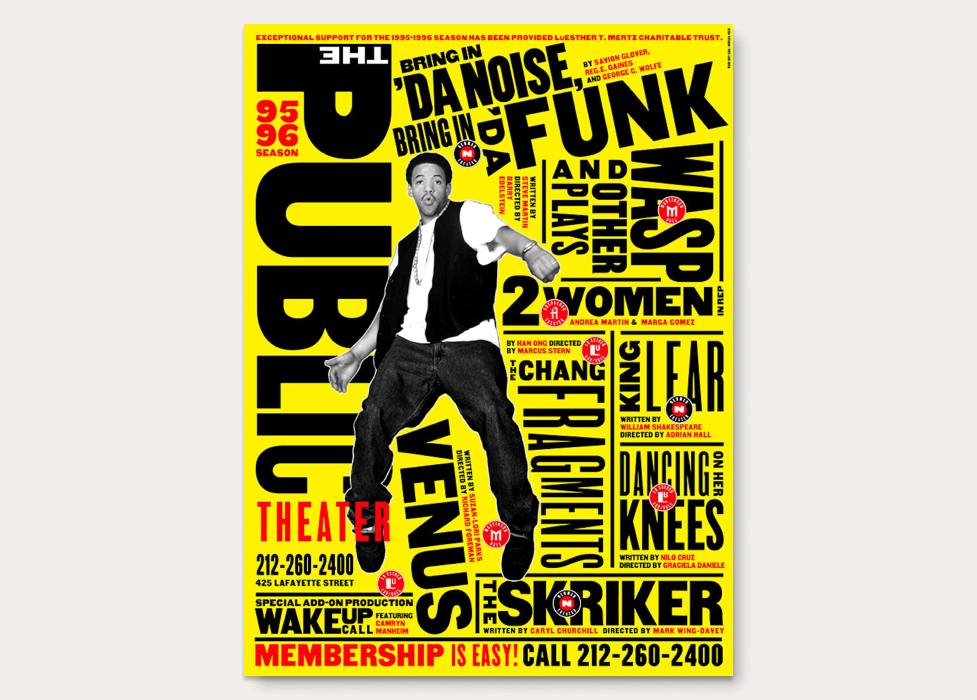 EXCEPTIONAL SUPPORT FOR THE 1995-1996 SEASON HAS BEEN PROVIDED LuESTHER T. MERTZ CHARITABLE TRUST.
THE
PUBLIC
THEATER
95
96
SEASON
BRING IN
'DA NOISE,
BRING IN
'DA
FUNK
BY SAVION GLOVER,
REG.E. GAINES
AND GEORGE C. WOLFE
WASP
AND
OTHER
PLAYS
WRITTEN BY
STEVE MARTIN
DIRECTED BY
BARRY
EDELSTEIN
2 WOMEN
IN REP
ANDREA MARTIN & MARGA GOMEZ
BY HAN ONG DIRECTED
BY MARCUS STERN
THE
CHANG
FRAGMENTS
KING
LEAR
WRITTEN BY
WILLIAM SHAKESPEARE
DIRECTED BY ADRIAN HALL
DANCING
ON HER
KNEES
WRITTEN BY NILO CRUZ
DIRECTED BY GRACIELA DANIELE
VENUS
WRITTEN BY SUZAN-LORI PARKS
DIRECTED BY RICHARD FOREMAN
THE
SKRIKER
WRITTEN BY CARYL CHURCHILL DIRECTED BY MARK WING-DAVEY
212-260-2400
425 LAFAYETTE STREET
SPECIAL ADD-ON PRODUCTION
WAKE UP
CALL
FEATURING
CAMRYN
MANHEIM
MEMBERSHIP IS EASY! CALL 212-260-2400